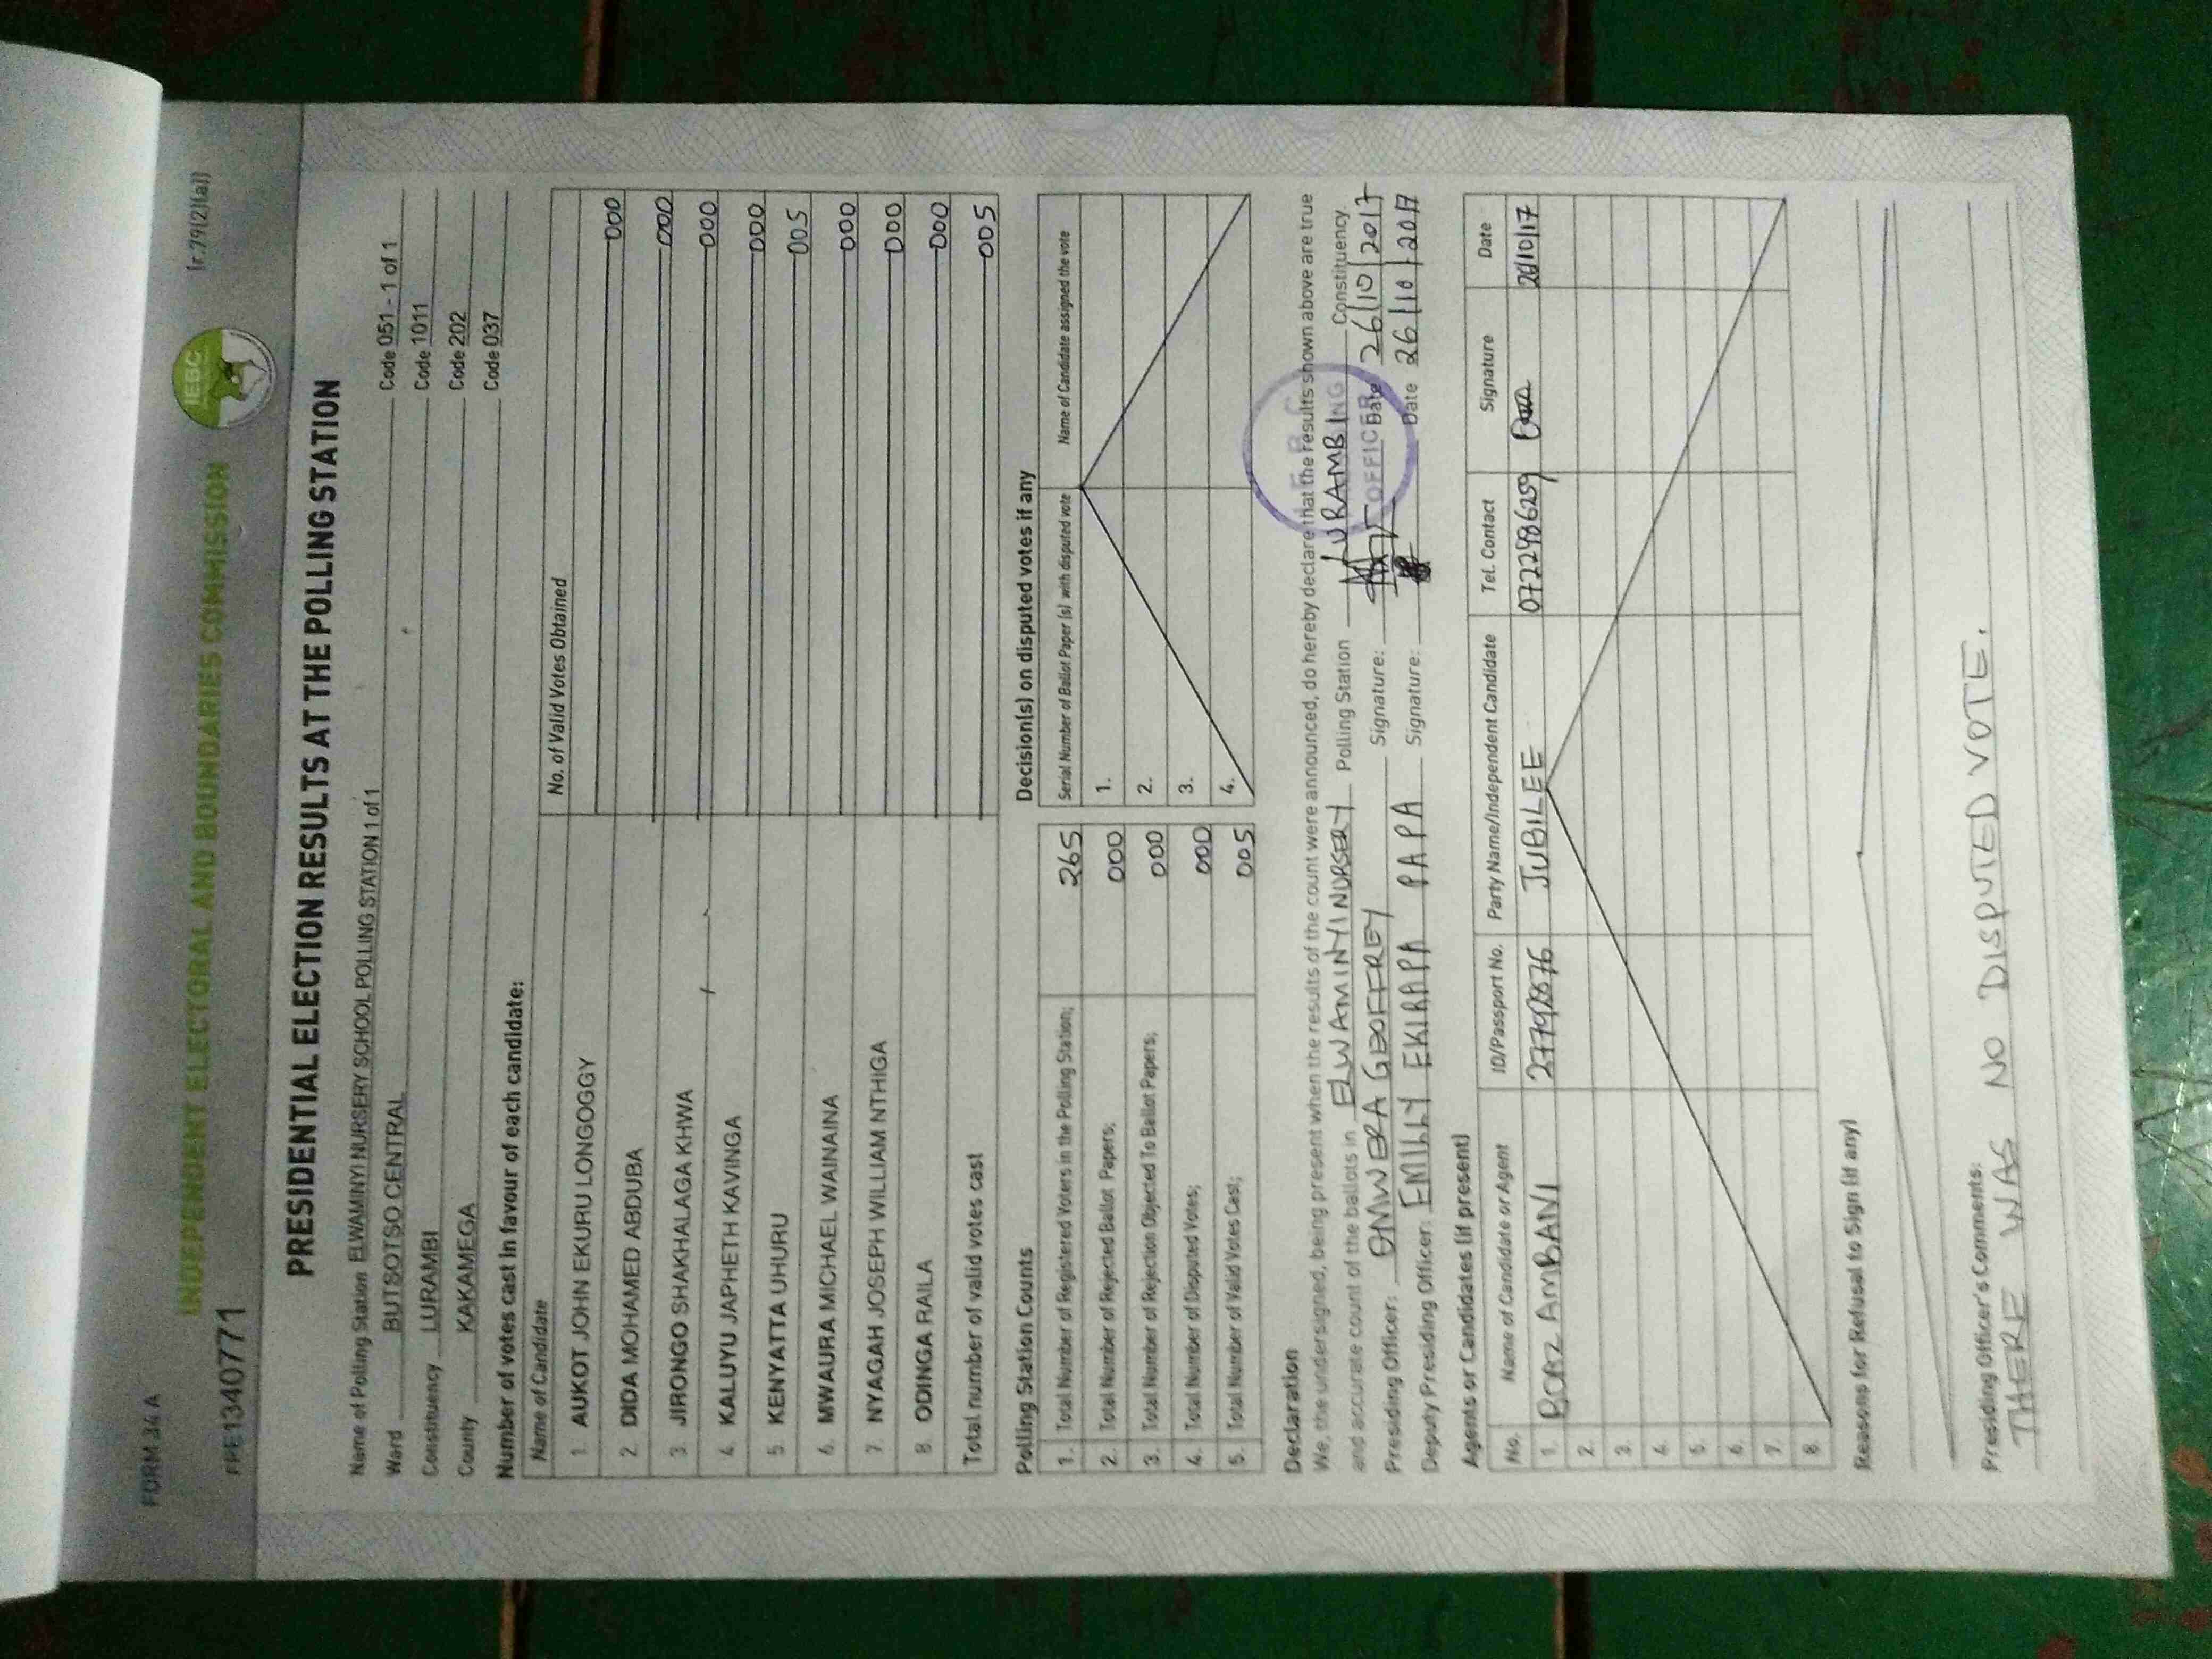 FORM 34 A
(r.79(2)(a))
INDEPENDENT ELECTORAL AND BOUNDARIES COMMISSION
IEBC
PRE1340771
PRESIDENTIAL ELECTION RESULTS AT THE POLLING STATION
Name of Polling Station ELWAMINYI NURSERY SCHOOL POLLING STATION 1 of 1 Code 051 - 1 of 1
Ward BUTSOTSO CENTRAL Code 1011
Constituency LURAMBI Code 202
County KAKAMEGA Code 037
Number of votes cast in favour of each candidate:
Name of Candidate No. of Valid Votes Obtained
1. AUKOT JOHN EKURU LONGOGGY 000
2. DIDA MOHAMED ABDUBA 000
3. JIRONGO SHAKHALAGA KHWA 000
4. KALUYU JAPHETH KAVINGA 000
5. KENYATTA UHURU 005
6. MWAURA MICHAEL WAINAINA 000
7. NYAGAH JOSEPH WILLIAM NTHIGA 000
8. ODINGA RAILA 000
Total number of valid votes cast 005
Polling Station Counts
1. Total Number of Registered Voters in the Polling Station; 265
2. Total Number of Rejected Ballot Papers; 000
3. Total Number of Rejection Objected To Ballot Papers; 000
4. Total Number of Disputed Votes; 000
5. Total Number of Valid Votes Cast; 005
Decision(s) on disputed votes if any
Serial Number of Ballot Paper (s) with disputed vote Name of Candidate assigned the vote
1.
2.
3.
4.
Declaration
We, the undersigned, being present when the results of the count were announced, do hereby declare that the results shown above are true
and accurate count of the ballots in ELWAMINYI NURSERY Polling Station LURAMBI Constituency
Presiding Officer: OMWERA GEOFFREY Signature: Date 26/10/2017
Deputy Presiding Officer: EMILLY EKIRAPA PAPA Signature: Date 26/10/2017
OFFICER
Agents or Candidates (if present)
No. Name of Candidate or Agent ID/Passport No. Party Name/Independent Candidate Tel. Contact Signature Date
1. BOAZ AMBANI JUBILEE 0722986259 26/10/17
2.
3.
4.
5.
6.
7.
8.
Reasons for Refusal to Sign (if any)
Presiding Officer's Comments:
THERE WAS NO DISPUTED VOTE.